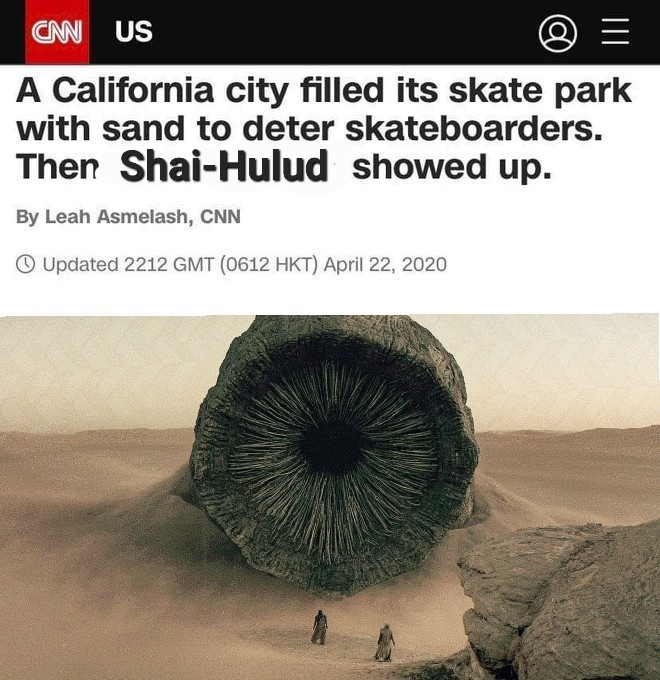 CNN US
A California city filled its skate park
with sand to deter skateboarders.
Then Shai-Hulud showed up.
By Leah Asmelash, CNN
Updated 2212 GMT (0612 HKT) April 22, 2020